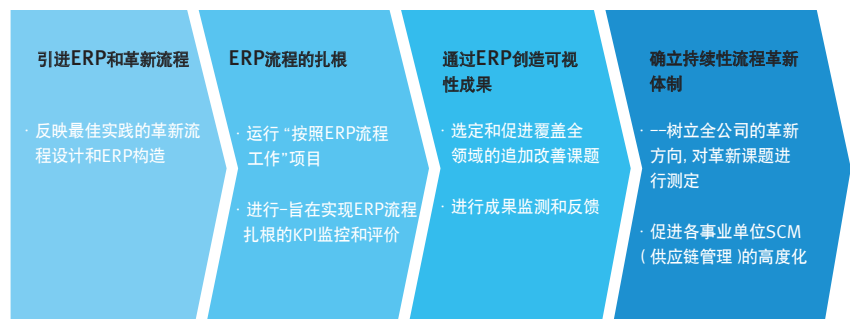 引进ERP和革新流程
· 反映最佳实践的革新流
程设计和ERP构造
ERP流程的扎根
· 运行 “按照ERP流程
工作”项目
· 进行-旨在实现ERP流程
扎根的KPI监控和评价
通过ERP创造可视
性成果
· 选定和促进覆盖全
领域的追加改善课题
· 进行成果监测和反馈
确立持续性流程革新
体制
· --树立全公司的革新
方向, 对革新课题进
行测定
· 促进各事业单位SCM
( 供应链管理 )的高度化